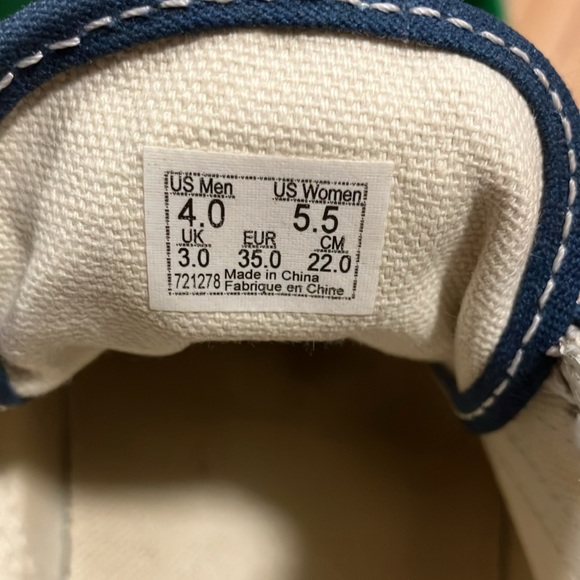 US Men US Women
4.0 5.5
UK EUR CM
3.0 35.0 22.0
721278 Made in China
Fabrique en Chine